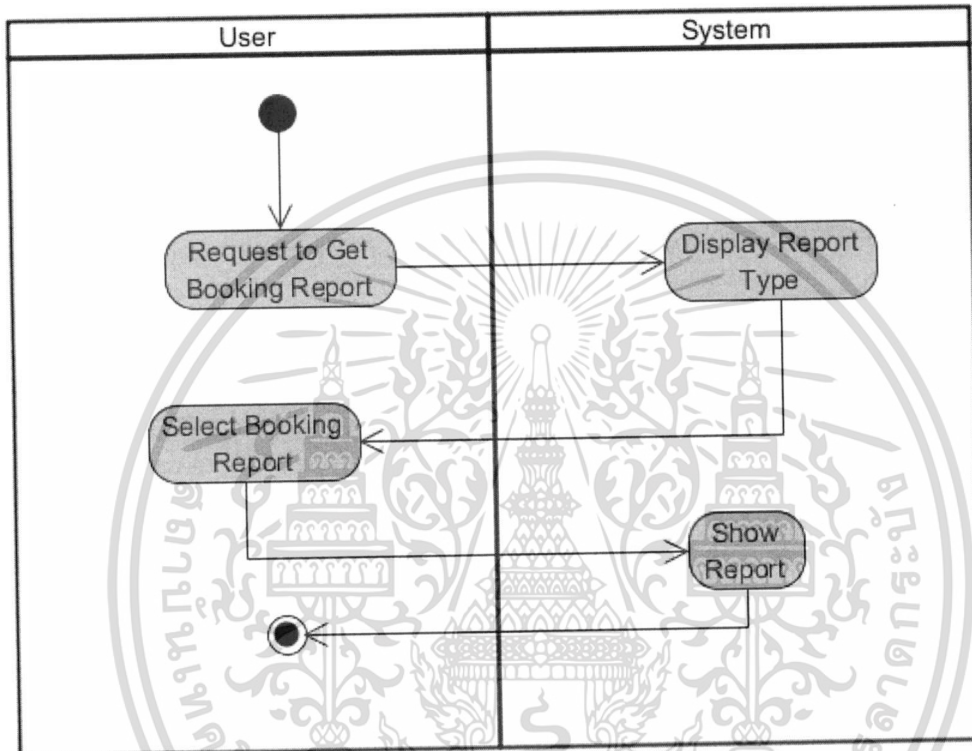 User
System
Request to Get
Booking Report
Display Report
Type
Select Booking
Report
Show
Report